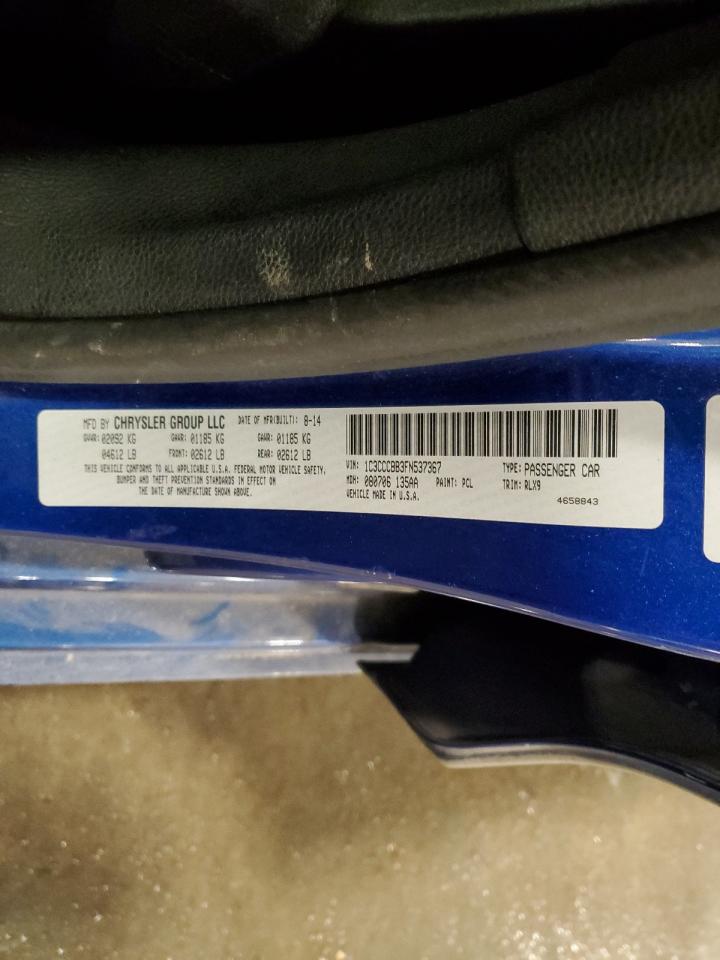 MFD BY CHRYSLER GROUP LLC DATE OF MFR(BUILT): 8-14
GVWR: 02092 KG GAWR: 01185 KG GAWR: 01185 KG
04612 LB FRONT: 02612 LB REAR: 02612 LB
THIS VEHICLE CONFORMS TO ALL APPLICABLE U.S.A. FEDERAL MOTOR VEHICLE SAFETY,
BUMPER AND THEFT PREVENTION STANDARDS IN EFFECT ON
THE DATE OF MANUFACTURE SHOWN ABOVE.
VIN: 1C3CCCBB3FN537367 TYPE: PASSENGER CAR
MDH: 080706 135AA PAINT: PCL TRIM: RLX9
VEHICLE MADE IN U.S.A. 4658843